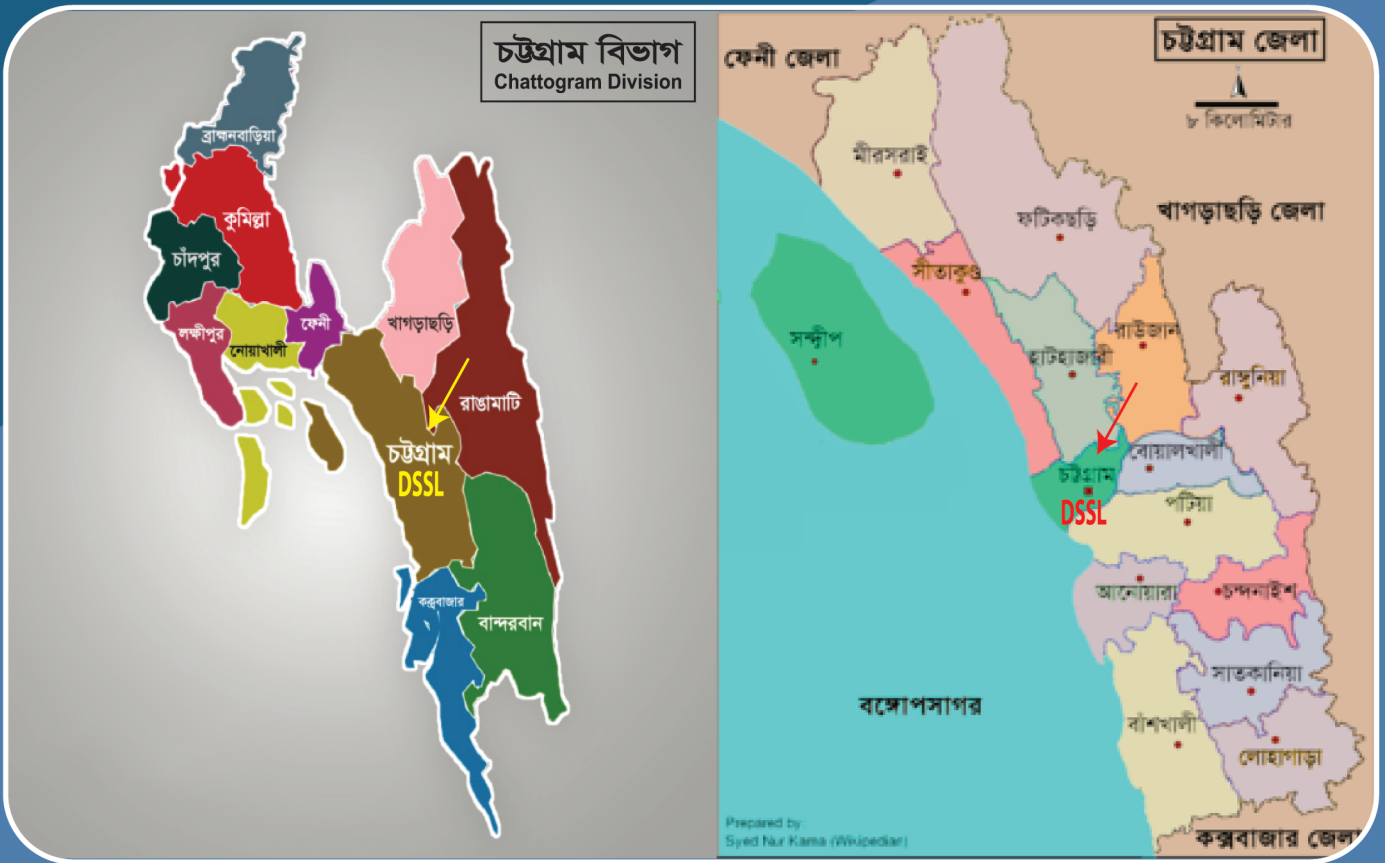 চট্টগ্রাম বিভাগ
Chattogram Division
ব্রাহ্মনবাড়িয়া
কুমিল্লা
চাঁদপুর
লক্ষীপুর
নোয়াখালী
ফেনী
খাগড়াছড়ি
রাঙামাটি
চট্টগ্রাম
DSSL
কক্সবাজার
বান্দরবান
চট্টগ্রাম জেলা
৮ কিলোমিটার
ফেনী জেলা
মীরসরাই
ফটিকছড়ি
খাগড়াছড়ি জেলা
সীতাকুণ্ড
সন্দ্বীপ
হাটহাজারী
রাউজান
রাঙ্গুনিয়া
চট্টগ্রাম
DSSL
বোয়ালখালী
পটিয়া
আনোয়ারা
চন্দনাইশ
সাতকানিয়া
বাঁশখালী
লোহাগাড়া
বঙ্গোপসাগর
কক্সবাজার জেলা
Prepared by:
Syed Nur Kama (Wikipedian)